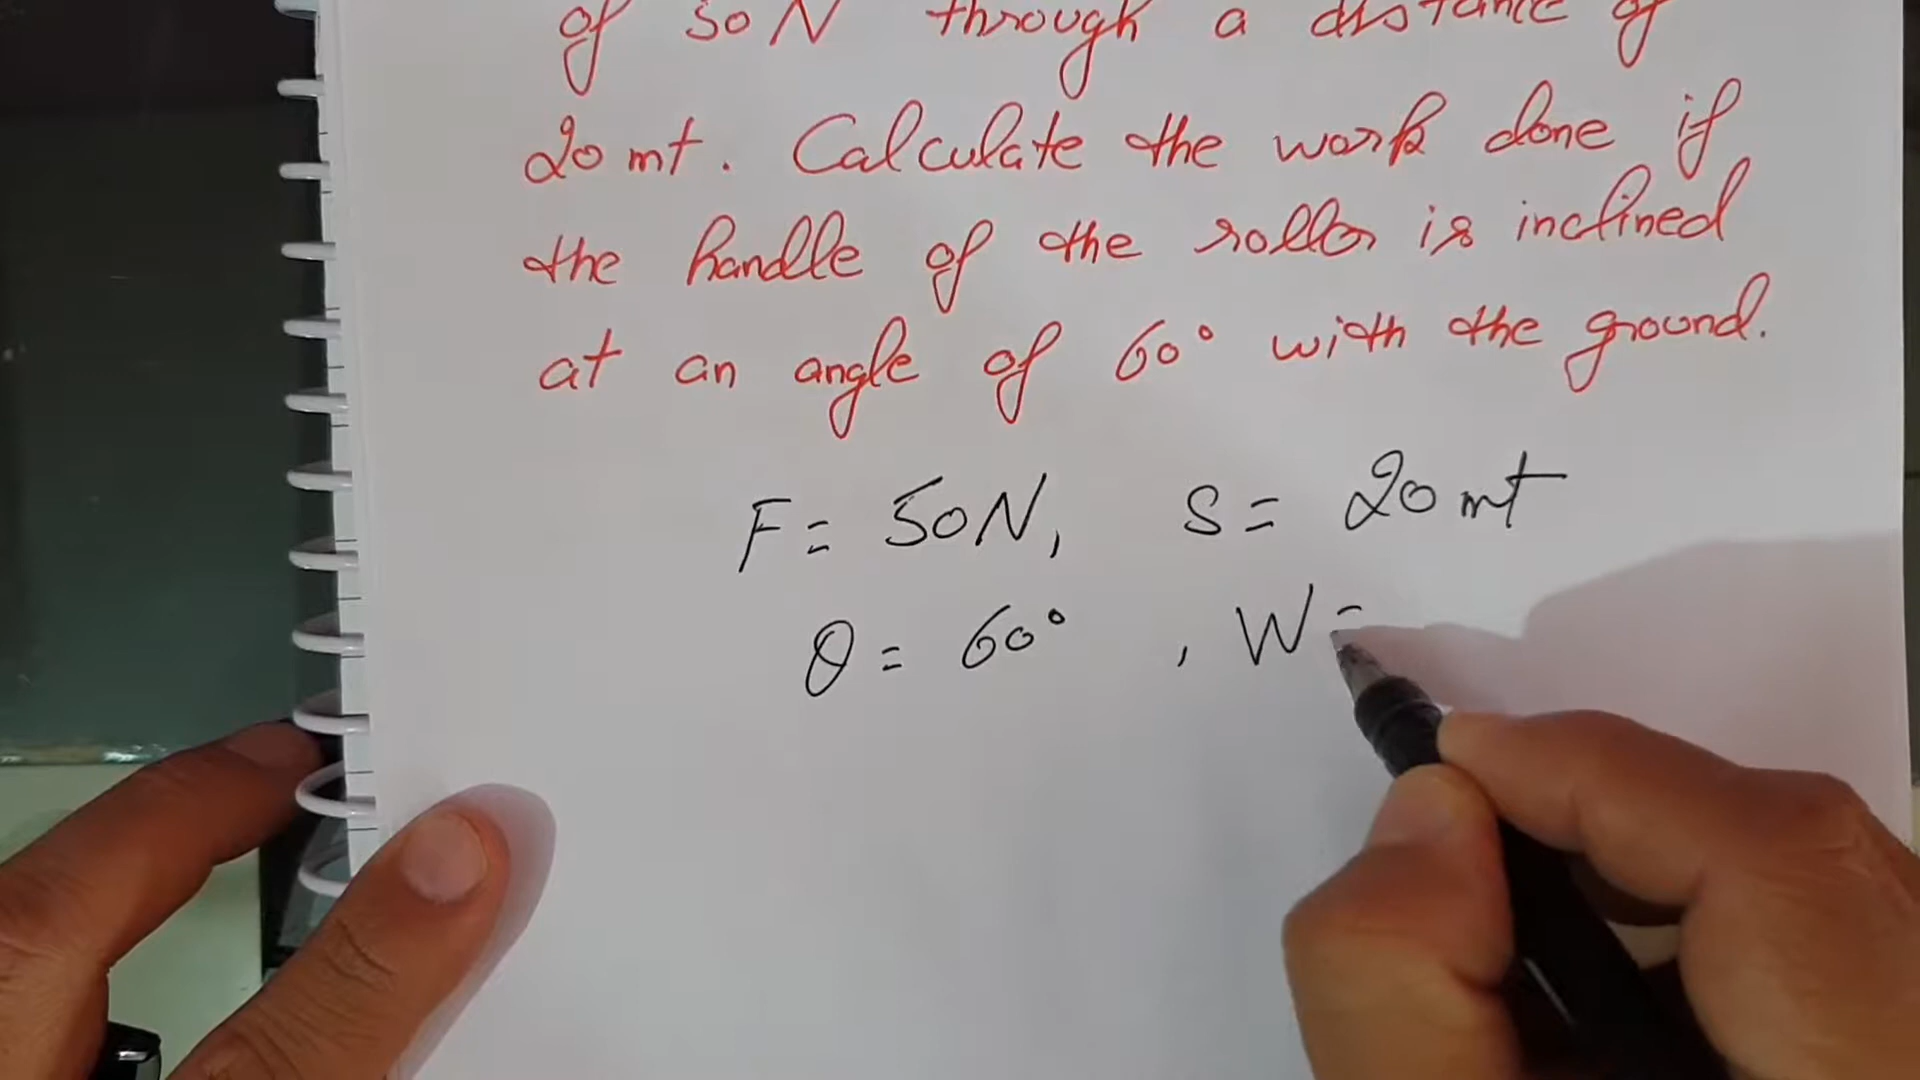 of 50 N through a distance of
20 mt. Calculate the work done if
the handle of the roller is inclined
at an angle of 60° with the ground.
F = 50N, S = 20 mt
θ = 60° , W =